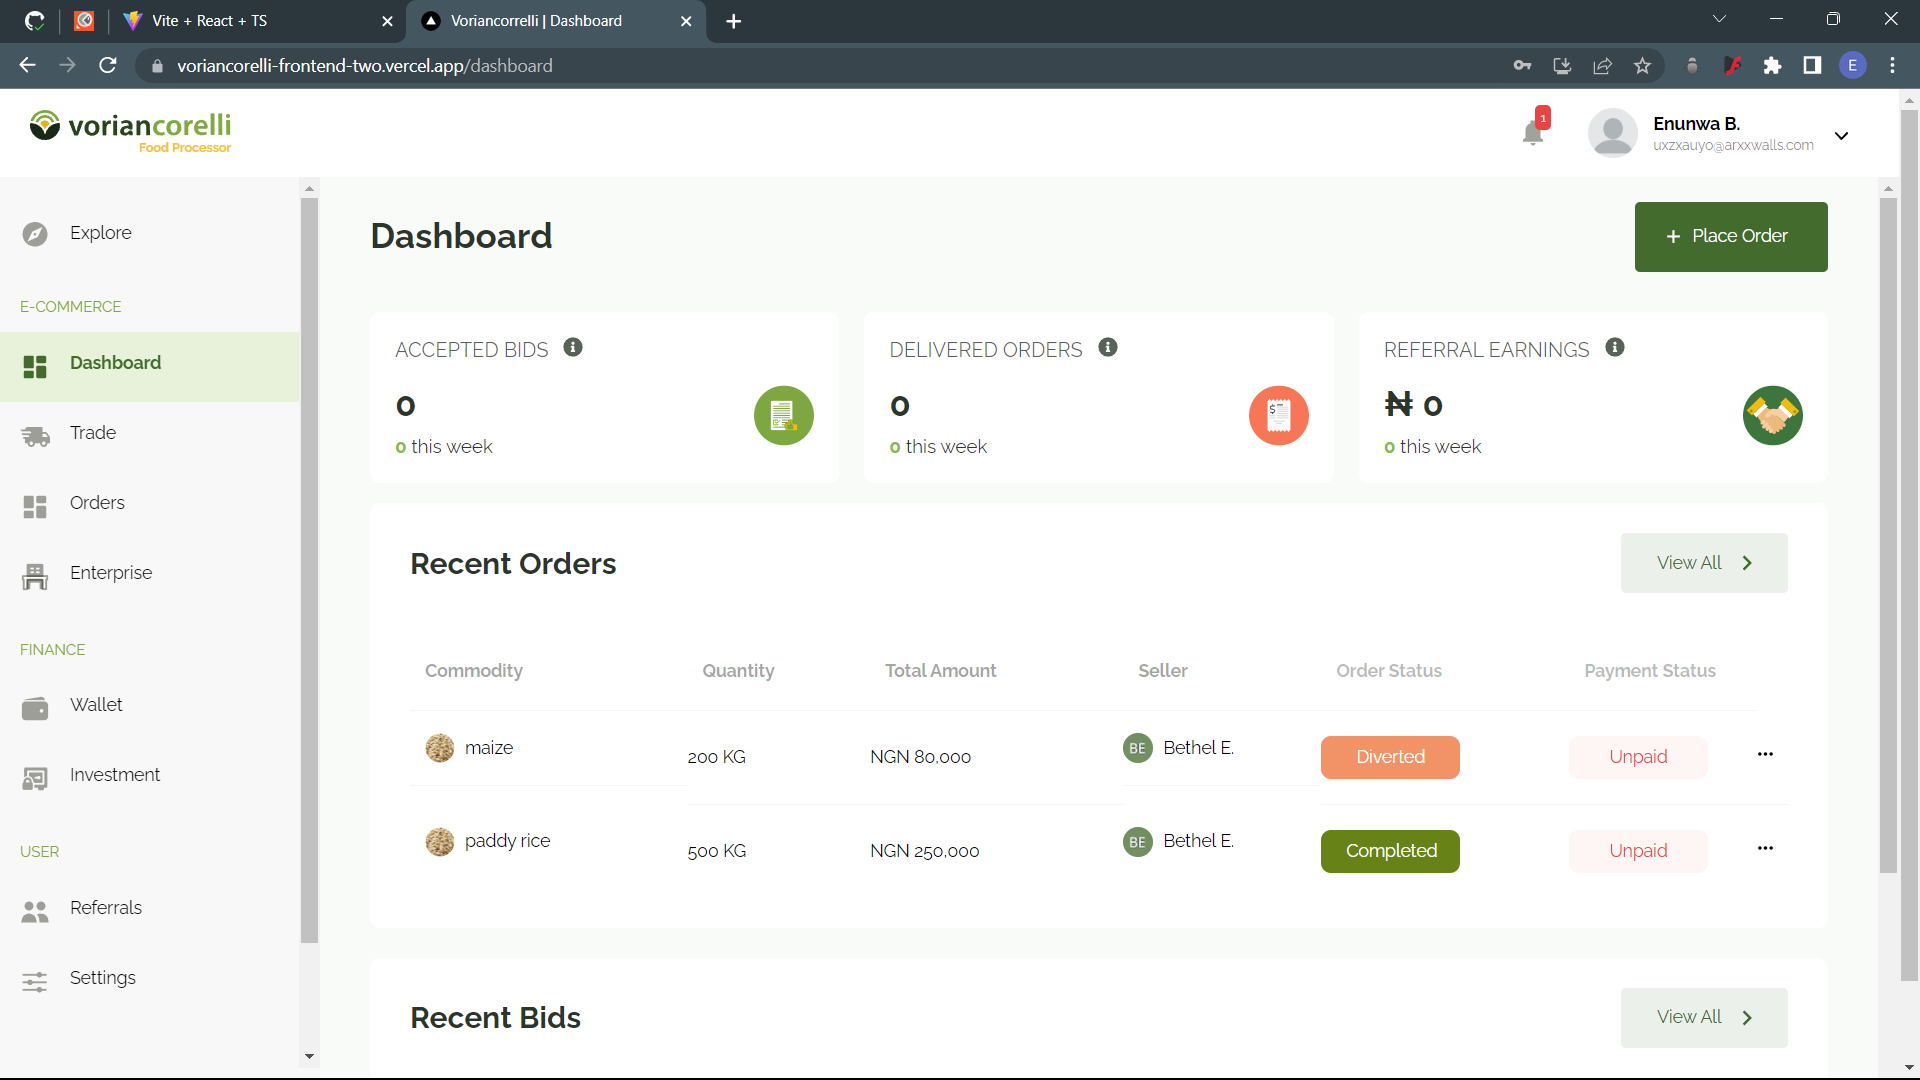 Vite + React + TS
Voriancorrelli | Dashboard
voriancorelli-frontend-two.vercel.app/dashboard
E
voriancorelli
Food Processor
1
Enunwa B.
uxzxauyo@arxxwalls.com
Explore
E-COMMERCE
Dashboard
Trade
Orders
Enterprise
FINANCE
Wallet
Investment
USER
Referrals
Settings
Dashboard
+ Place Order
ACCEPTED BIDS
0
0 this week
DELIVERED ORDERS
0
0 this week
REFERRAL EARNINGS
₦ 0
0 this week
Recent Orders
View All
Commodity Quantity Total Amount Seller Order Status Payment Status
maize 200 KG NGN 80,000 BE Bethel E. Diverted Unpaid ...
paddy rice 500 KG NGN 250,000 BE Bethel E. Completed Unpaid ...
Recent Bids
View All